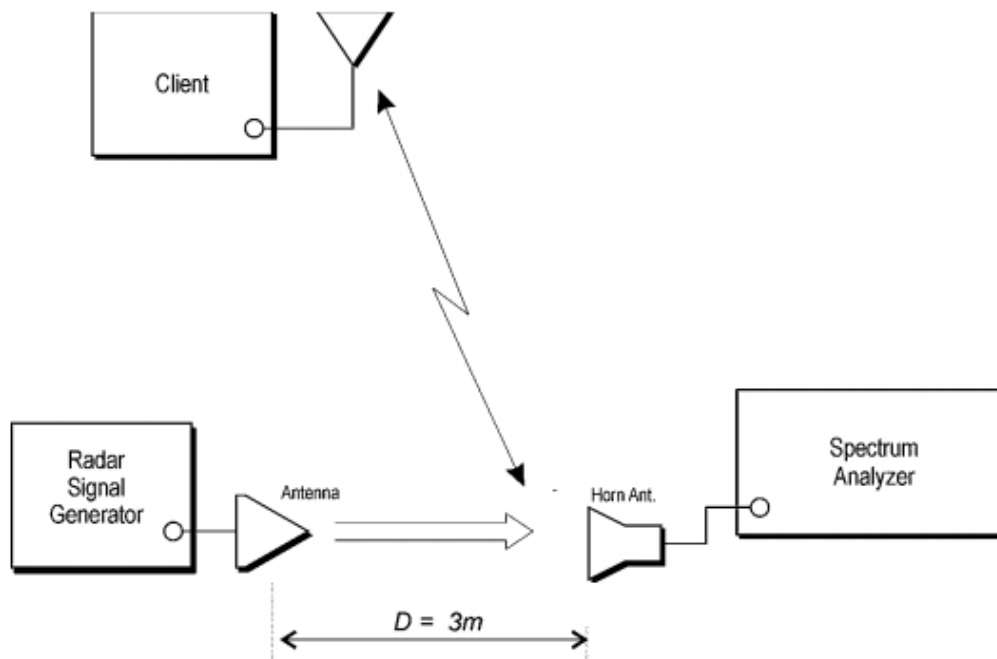 Client
Radar
Signal
Generator
Antenna
Horn Ant.
Spectrum
Analyzer
D = 3m